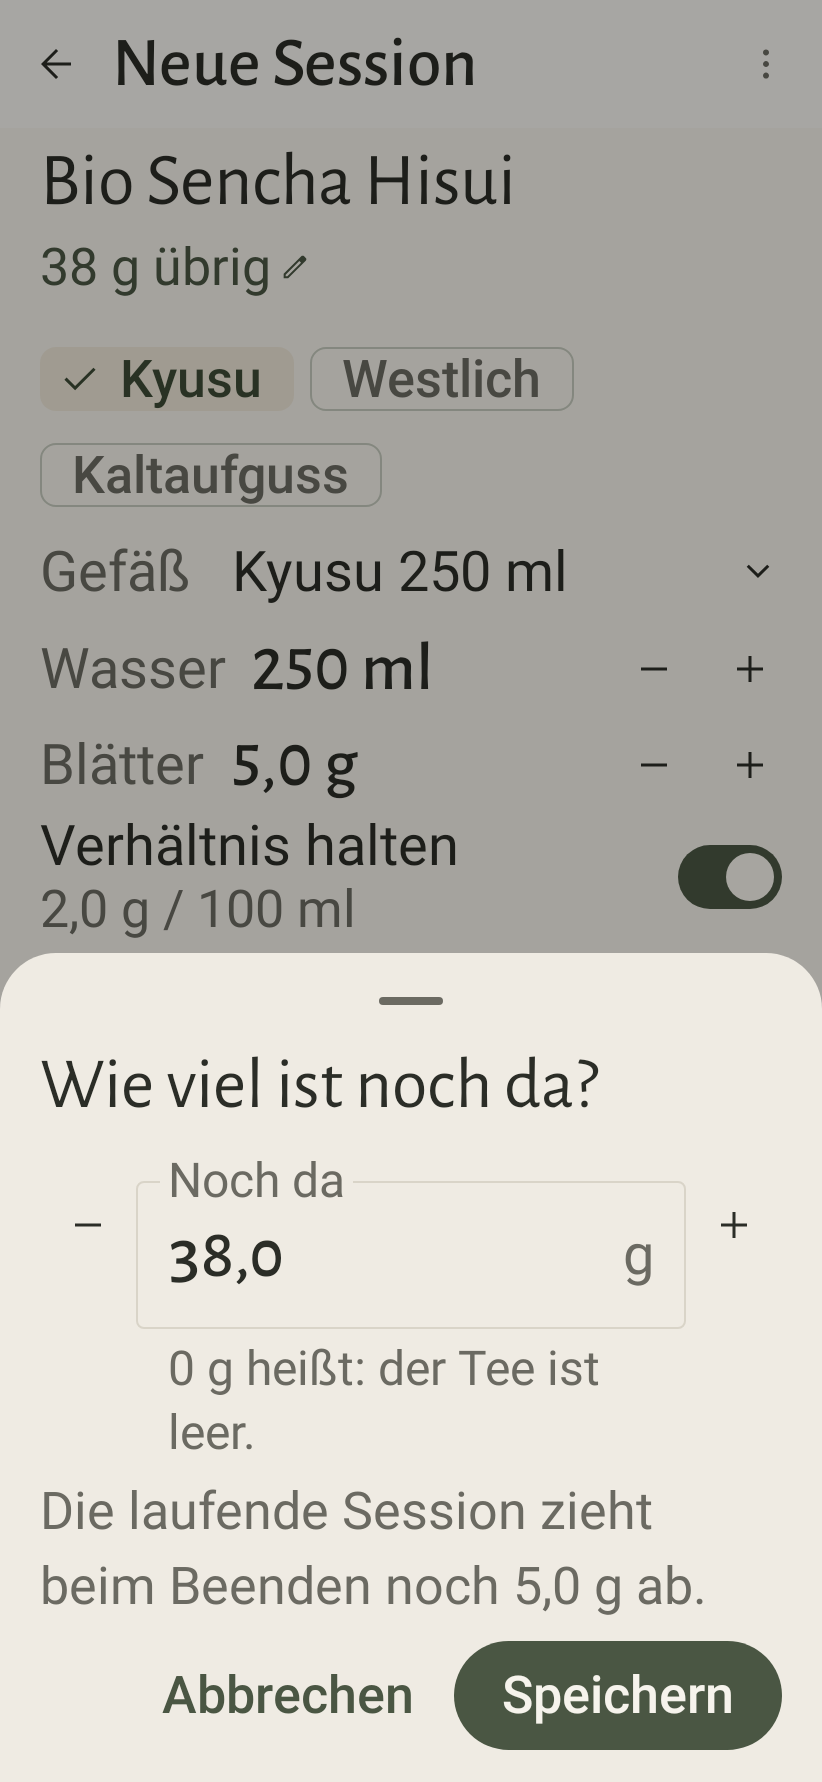 Neue Session
Bio Sencha Hisui
38 g übrig
Kyusu
Westlich
Kaltaufguss
Gefäß Kyusu 250 ml
Wasser 250 ml
Blätter 5,0 g
Verhältnis halten
2,0 g / 100 ml
Wie viel ist noch da?
Noch da
38,0 g
0 g heißt: der Tee ist
leer.
Die laufende Session zieht
beim Beenden noch 5,0 g ab.
Abbrechen
Speichern